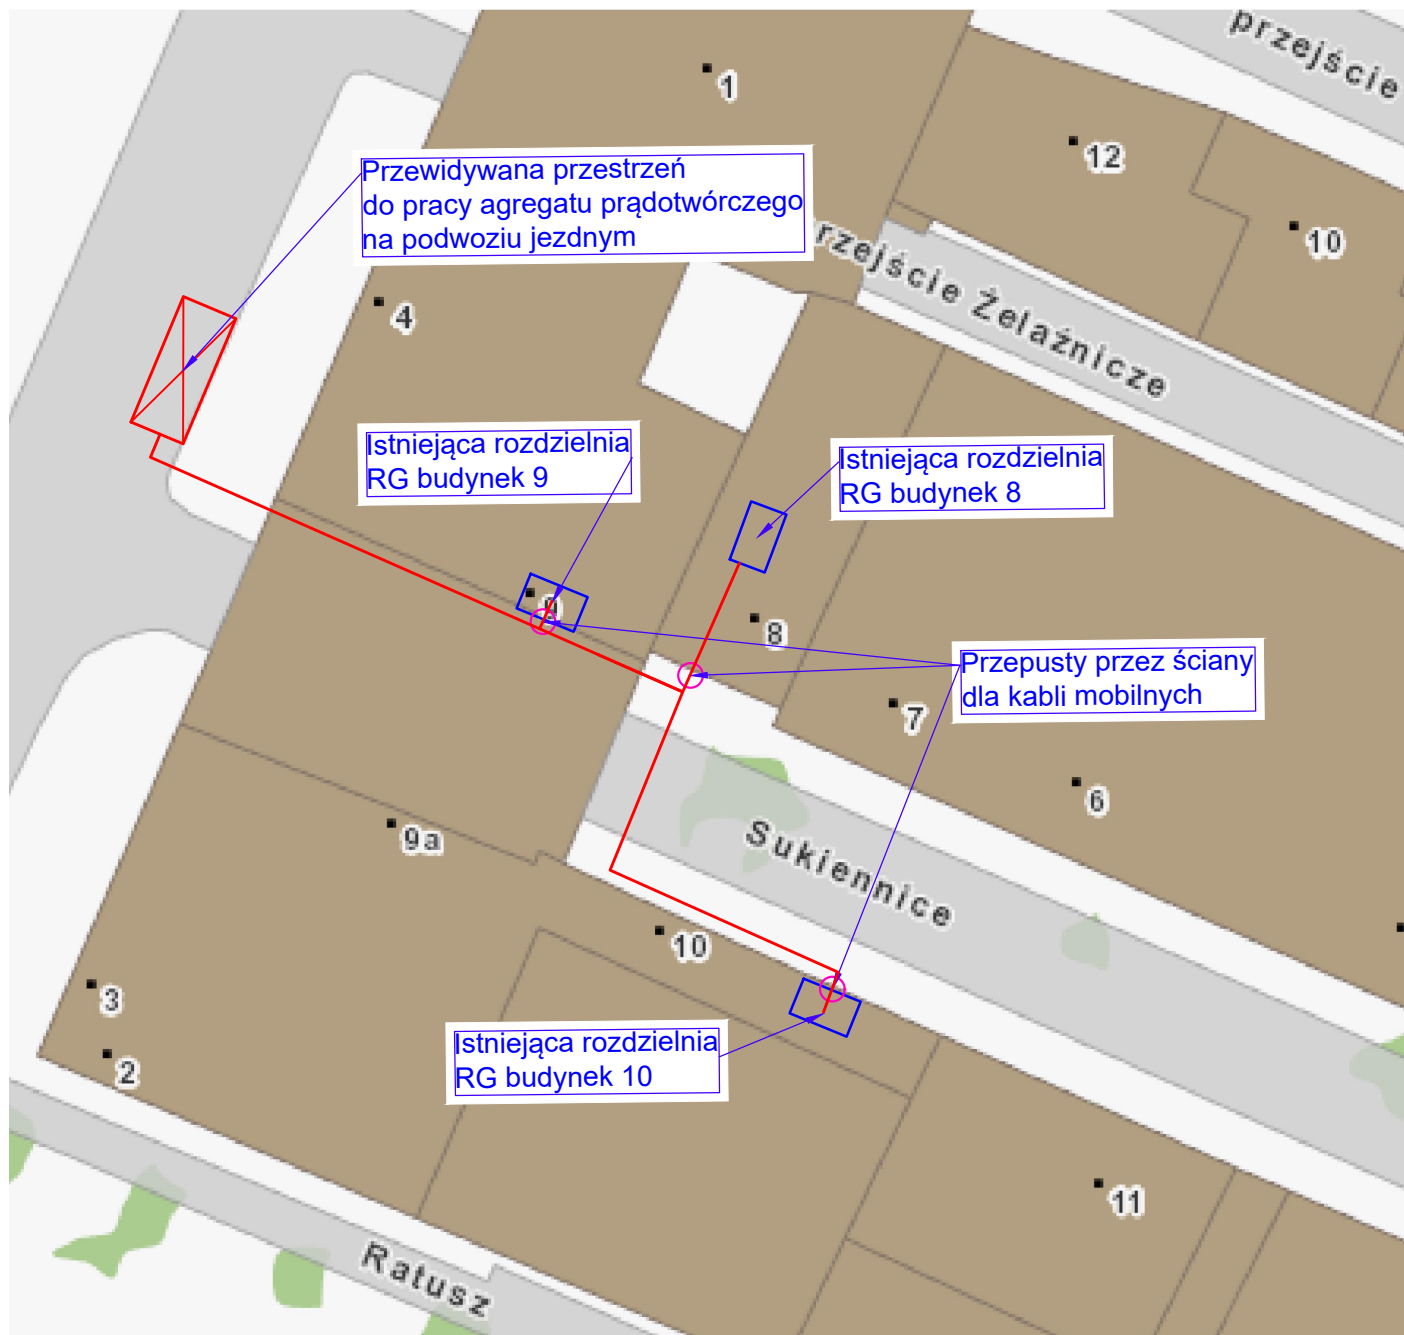 przejście
1
12
10
Przewidywana przestrzeń
do pracy agregatu prądotwórczego
na podwoziu jezdnym
rzejście Żelaźnicze
4
Istniejąca rozdzielnia
RG budynek 9
Istniejąca rozdzielnia
RG budynek 8
9
8
Przepusty przez ściany
dla kabli mobilnych
7
6
9a
Sukiennice
10
3
2
Istniejąca rozdzielnia
RG budynek 10
11
Ratusz